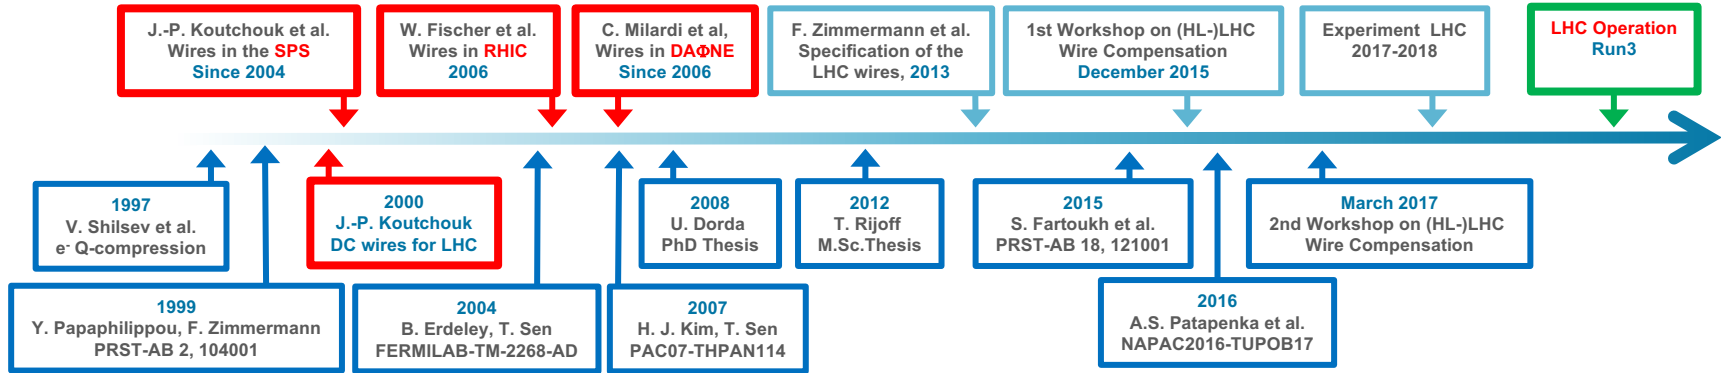 J.-P. Koutchouk et al.
Wires in the SPS
Since 2004
W. Fischer et al.
Wires in RHIC
2006
C. Milardi et al,
Wires in DAΦNE
Since 2006
F. Zimmermann et al.
Specification of the
LHC wires, 2013
1st Workshop on (HL-)LHC
Wire Compensation
December 2015
Experiment LHC
2017-2018
LHC Operation
Run3
1997
V. Shilsev et al.
e- Q-compression
2000
J.-P. Koutchouk
DC wires for LHC
2008
U. Dorda
PhD Thesis
2012
T. Rijoff
M.Sc.Thesis
2015
S. Fartoukh et al.
PRST-AB 18, 121001
March 2017
2nd Workshop on (HL-)LHC
Wire Compensation
1999
Y. Papaphilippou, F. Zimmermann
PRST-AB 2, 104001
2004
B. Erdeley, T. Sen
FERMILAB-TM-2268-AD
2007
H. J. Kim, T. Sen
PAC07-THPAN114
2016
A.S. Patapenka et al.
NAPAC2016-TUPOB17